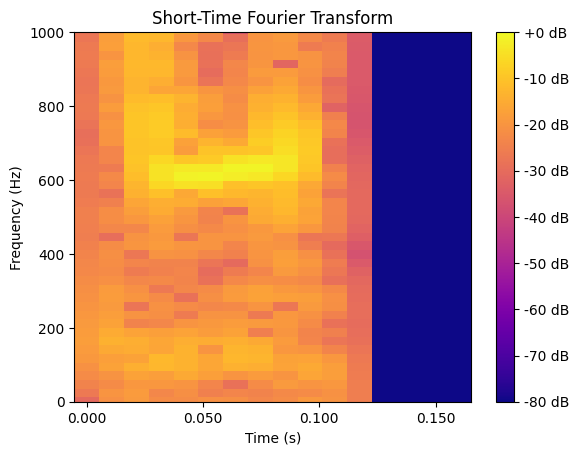 Short-Time Fourier Transform
1000
800
600
400
200
0
Frequency (Hz)
0.000
0.050
0.100
0.150
Time (s)
+0 dB
-10 dB
-20 dB
-30 dB
-40 dB
-50 dB
-60 dB
-70 dB
-80 dB